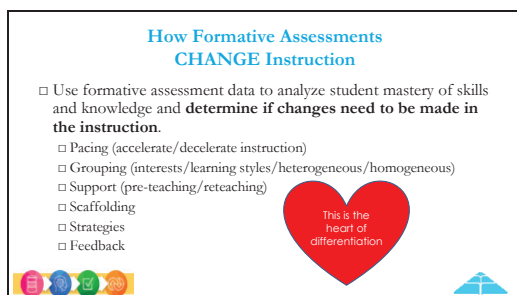 How Formative Assessments
CHANGE Instruction
□ Use formative assessment data to analyze student mastery of skills
and knowledge and determine if changes need to be made in
the instruction.
□ Pacing (accelerate/decelerate instruction)
□ Grouping (interests/learning styles/heterogeneous/homogeneous)
□ Support (pre-teaching/reteaching)
□ Scaffolding
□ Strategies
□ Feedback
This is the
heart of
differentiation